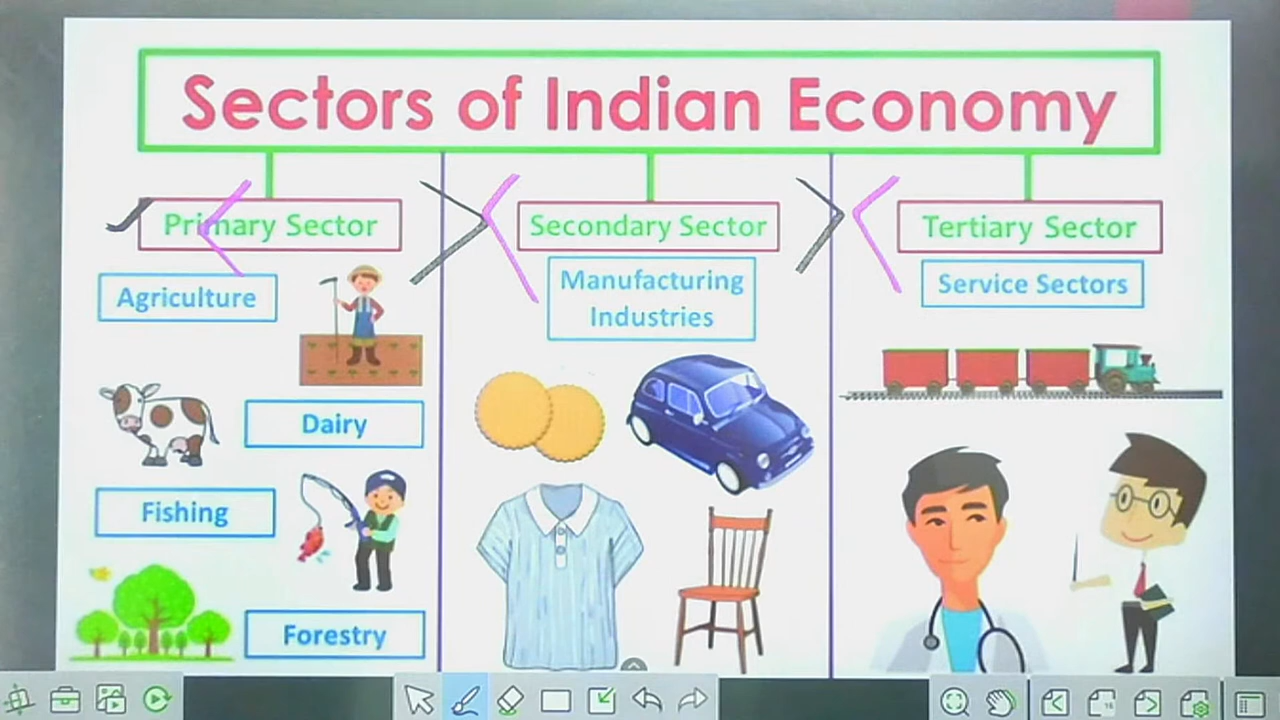 Sectors of Indian Economy
Primary Sector
Secondary Sector
Tertiary Sector
Agriculture
Manufacturing
Industries
Service Sectors
Dairy
Fishing
Forestry